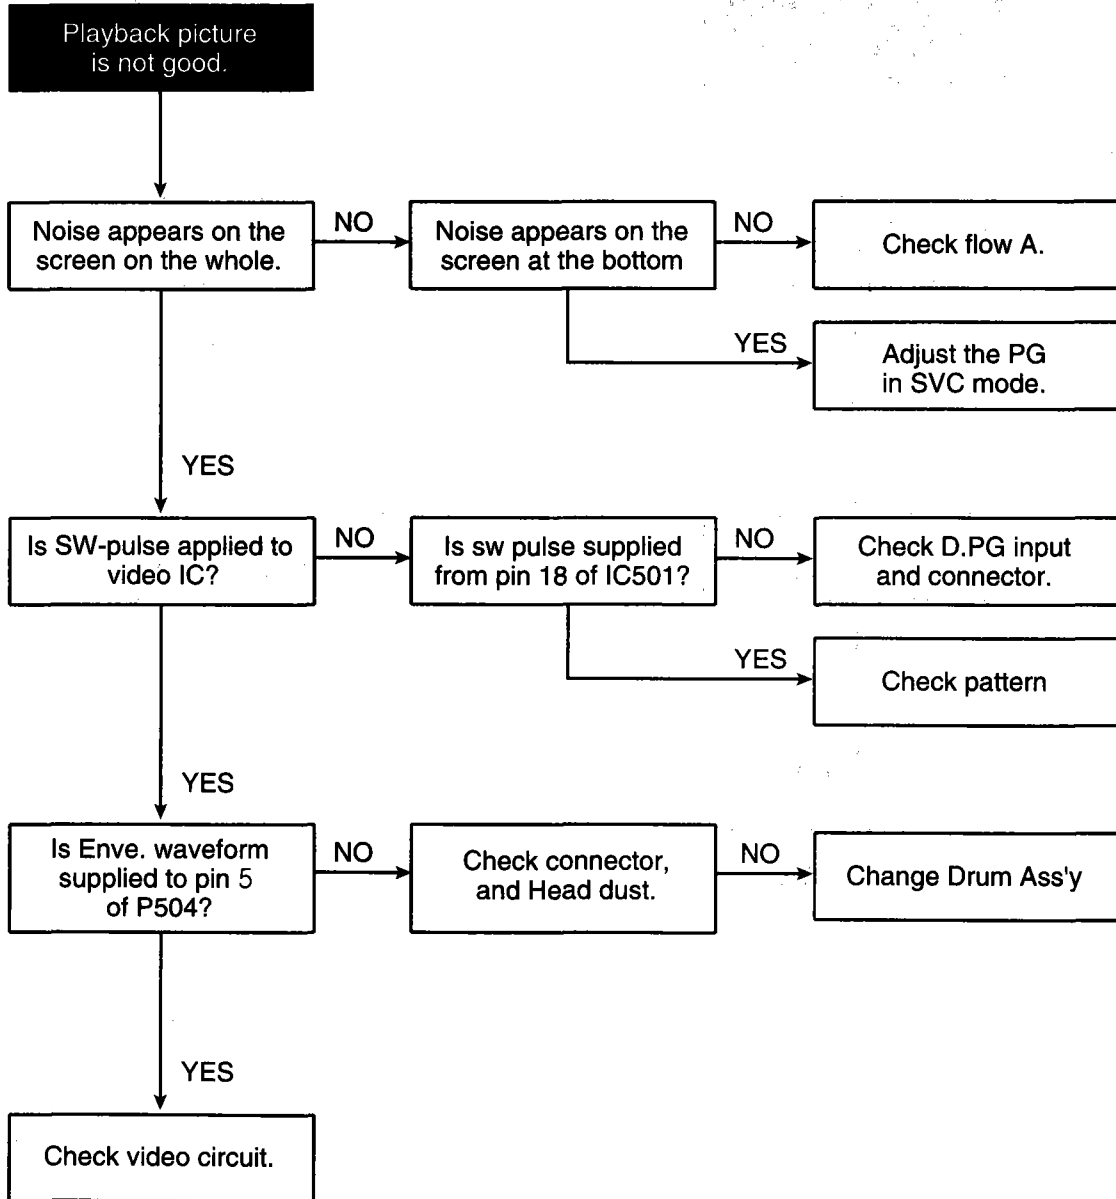 Playback picture
is not good.
Noise appears on the
screen on the whole.
NO
Noise appears on the
screen at the bottom
NO
Check flow A.
YES
Adjust the PG
in SVC mode.
YES
Is SW-pulse applied to
video IC?
NO
Is sw pulse supplied
from pin 18 of IC501?
NO
Check D.PG input
and connector.
YES
Check pattern
YES
Is Enve. waveform
supplied to pin 5
of P504?
NO
Check connector,
and Head dust.
NO
Change Drum Ass'y
YES
Check video circuit.